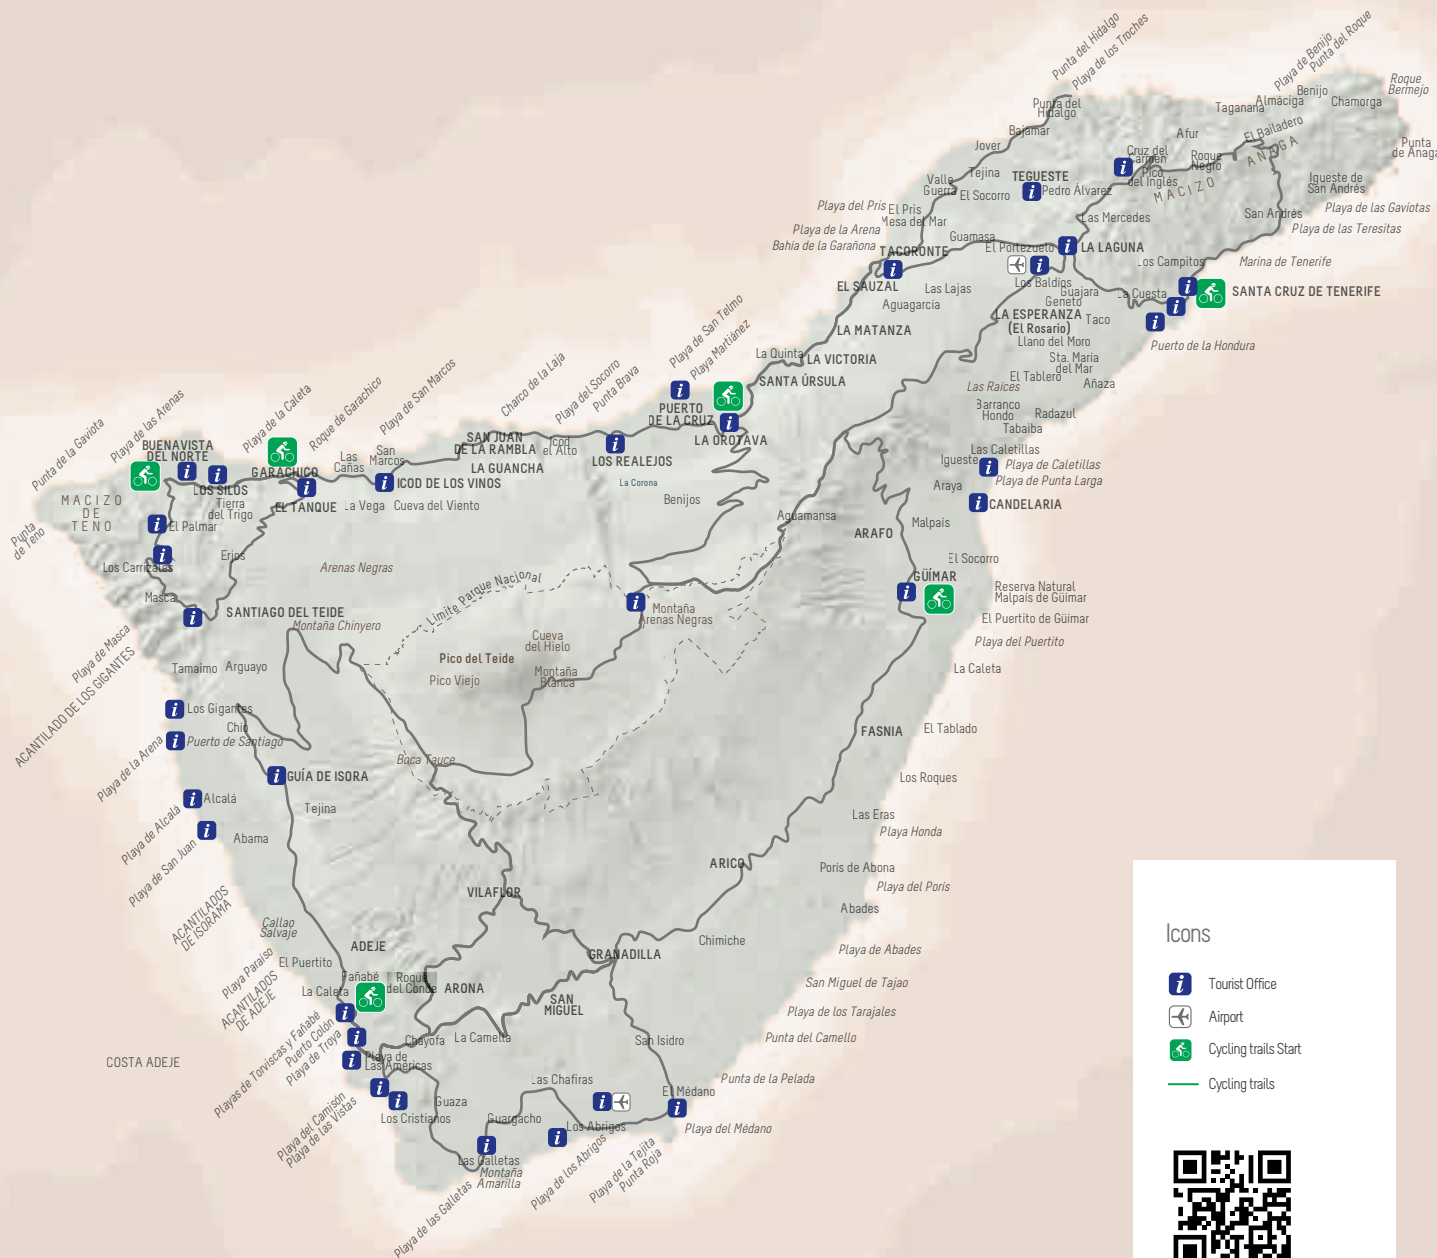 Punta del Hidalgo
Playa de los Troches
Playa de Benijo
Punta del Roque
Roque
Bermejo
Benijo
Almáciga
Chamorga
Taganana
Punta del
Hidalgo
Bajamar
Afur
El Bailadero
Jover
Cruz del
Carmen
Roque
Negro
ANAGA
Punta
de Anaga
Tejina
TEGUESTE
Pico
del Inglés
MACIZO
Valle
Guerra
El Socorro
Pedro Álvarez
Igueste de
San Andrés
Playa del Pris
El Pris
Mesa del Mar
Las Mercedes
San Andrés
Playa de las Gaviotas
Playa de las Teresitas
Playa de la Arena
Bahía de la Garañona
Guamasa
TACORONTE
El Portezuelo
LA LAGUNA
Los Campitos
Marina de Tenerife
EL SAUZAL
Las Lajas
Los Baldíos
Guajara
Geneto
La Cuesta
SANTA CRUZ DE TENERIFE
Aguagarcía
LA ESPERANZA
(El Rosario)
Taco
Playa de San Telmo
Playa Martiánez
LA MATANZA
Llano del Moro
Puerto de la Hondura
La Quinta
LA VICTORIA
Sta. María
del Mar
El Tablero
Añaza
SANTA ÚRSULA
Las Raíces
Charco de la Laja
Playa del Socorro
Punta Brava
Playa de San Marcos
Roque de Garachico
Playa de la Caleta
Playa de las Arenas
Punta de la Gaviota
PUERTO
DE LA CRUZ
Barranco
Hondo
Radazul
Tabaiba
BUENAVISTA
DEL NORTE
SAN JUAN
DE LA RAMBLA
Icod
el Alto
LA OROTAVA
Las Caletillas
Las
Cañas
San
Marcos
LOS REALEJOS
Igueste
Playa de Caletillas
GARACHICO
LA GUANCHA
Playa de Punta Larga
LOS SILOS
ICOD DE LOS VINOS
La Corona
Araya
MACIZO
DE
TENO
Tierra
del Trigo
EL TANQUE
La Vega
Cueva del Viento
Benijos
CANDELARIA
Punta
de Teno
El Palmar
Aguamansa
Malpaís
ARAFO
Erjos
Los Carrizales
Arenas Negras
Límite Parque Nacional
El Socorro
GÜÍMAR
Masca
Reserva Natural
Malpais de Güimar
SANTIAGO DEL TEIDE
Montaña Chinyero
Montaña
Arenas Negras
El Puertito de Güimar
Playa de Masca
ACANTILADO DE LOS GIGANTES
Cueva
del Hielo
Playa del Puertito
Pico del Teide
Tamaimo
Arguayo
Pico Viejo
Montaña
Blanca
La Caleta
Los Gigantes
Chío
Puerto de Santiago
FASNIA
El Tablado
Playa de la Arena
Boca Tauce
GUÍA DE ISORA
Los Roques
Alcalá
Tejina
Playa de Alcalá
Las Eras
Playa Honda
Abama
Playa de San Juan
ARICO
Porís de Abona
Playa del Poris
VILAFLOR
ACANTILADOS
DE ISORAMA
Abades
Callao
Salvaje
ADEJE
Chimiche
Playa de Abades
GRANADILLA
Playa Paraiso
El Puertito
Fañabé
Roque
del Conde
ARONA
San Miguel de Tajao
ACANTILADOS
DE ADEJE
La Caleta
SAN
MIGUEL
Playa de los Tarajales
Playas de Torviscas y Fañabé
Puerto Colón
Playa de Troya
Chayofa
La Camella
San Isidro
Punta del Camello
COSTA ADEJE
Playa de
Las Américas
Las Chafiras
Punta de la Pelada
El Médano
Guaza
Playa del Camisón
Playa de las Vistas
Los Cristianos
Guargacho
Los Abrigos
Playa del Médano
Las Galletas
Montaña
Amarilla
Playa de las Galletas
Playa de los Abrigos
Playa de la Tejita
Punta Roja
Icons
Tourist Office
Airport
Cycling trails Start
Cycling trails